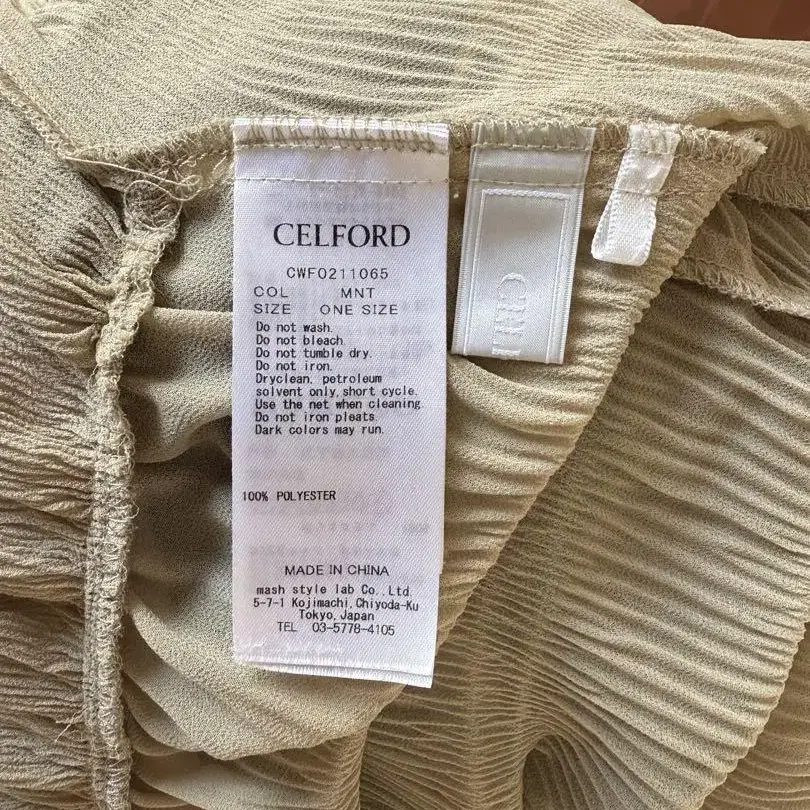 CELFORD
CWF0211065
COL MNT
SIZE ONE SIZE
Do not wash.
Do not bleach.
Do not tumble dry.
Do not iron.
Dryclean. petroleum
solvent only,short cycle.
Use the net when cleaning
Do not iron pleats.
Dark colors may run.
100% POLYESTER
MADE IN CHINA
mash style lab Co.,Ltd.
5-7-1 Kojimachi,Chiyoda-Ku
Tokyo,Japan
TEL 03-5778-4105